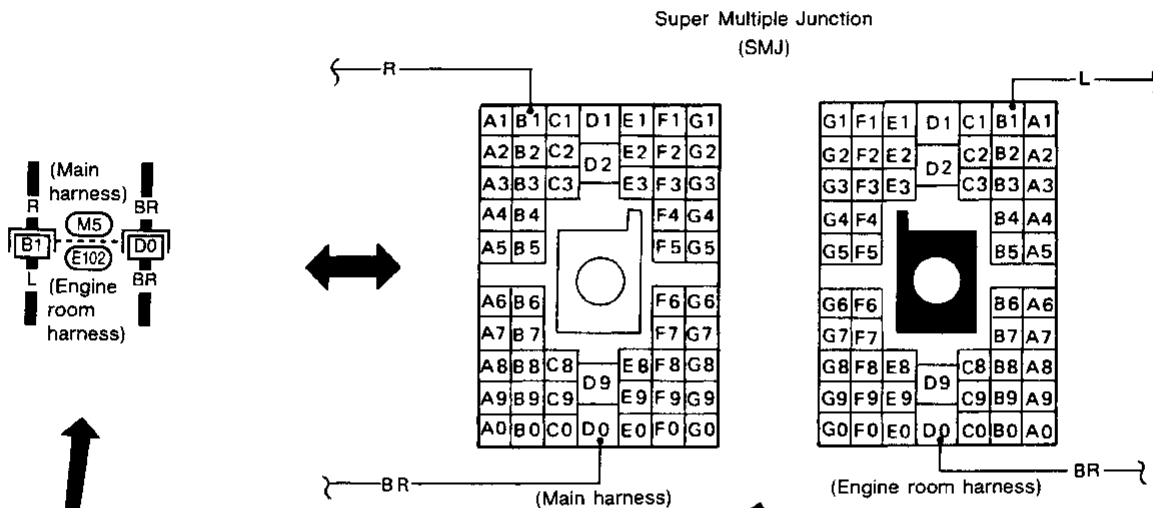 Super Multiple Junction
(SMJ)
R
L
(Main
harness)
R BR
M5
B1 D0
E102
L BR
(Engine
room
harness)
A1 B1 C1 D1 E1 F1 G1
A2 B2 C2 D2 E2 F2 G2
A3 B3 C3 E3 F3 G3
A4 B4 F4 G4
A5 B5 F5 G5
A6 B6 F6 G6
A7 B7 F7 G7
A8 B8 C8 D9 E8 F8 G8
A9 B9 C9 E9 F9 G9
A0 B0 C0 D0 E0 F0 G0
BR
(Main harness)
G1 F1 E1 D1 C1 B1 A1
G2 F2 E2 D2 C2 B2 A2
G3 F3 E3 C3 B3 A3
G4 F4 B4 A4
G5 F5 B5 A5
G6 F6 B6 A6
G7 F7 B7 A7
G8 F8 E8 D9 C8 B8 A8
G9 F9 E9 C9 B9 A9
G0 F0 E0 D0 C0 B0 A0
BR
(Engine room harness)